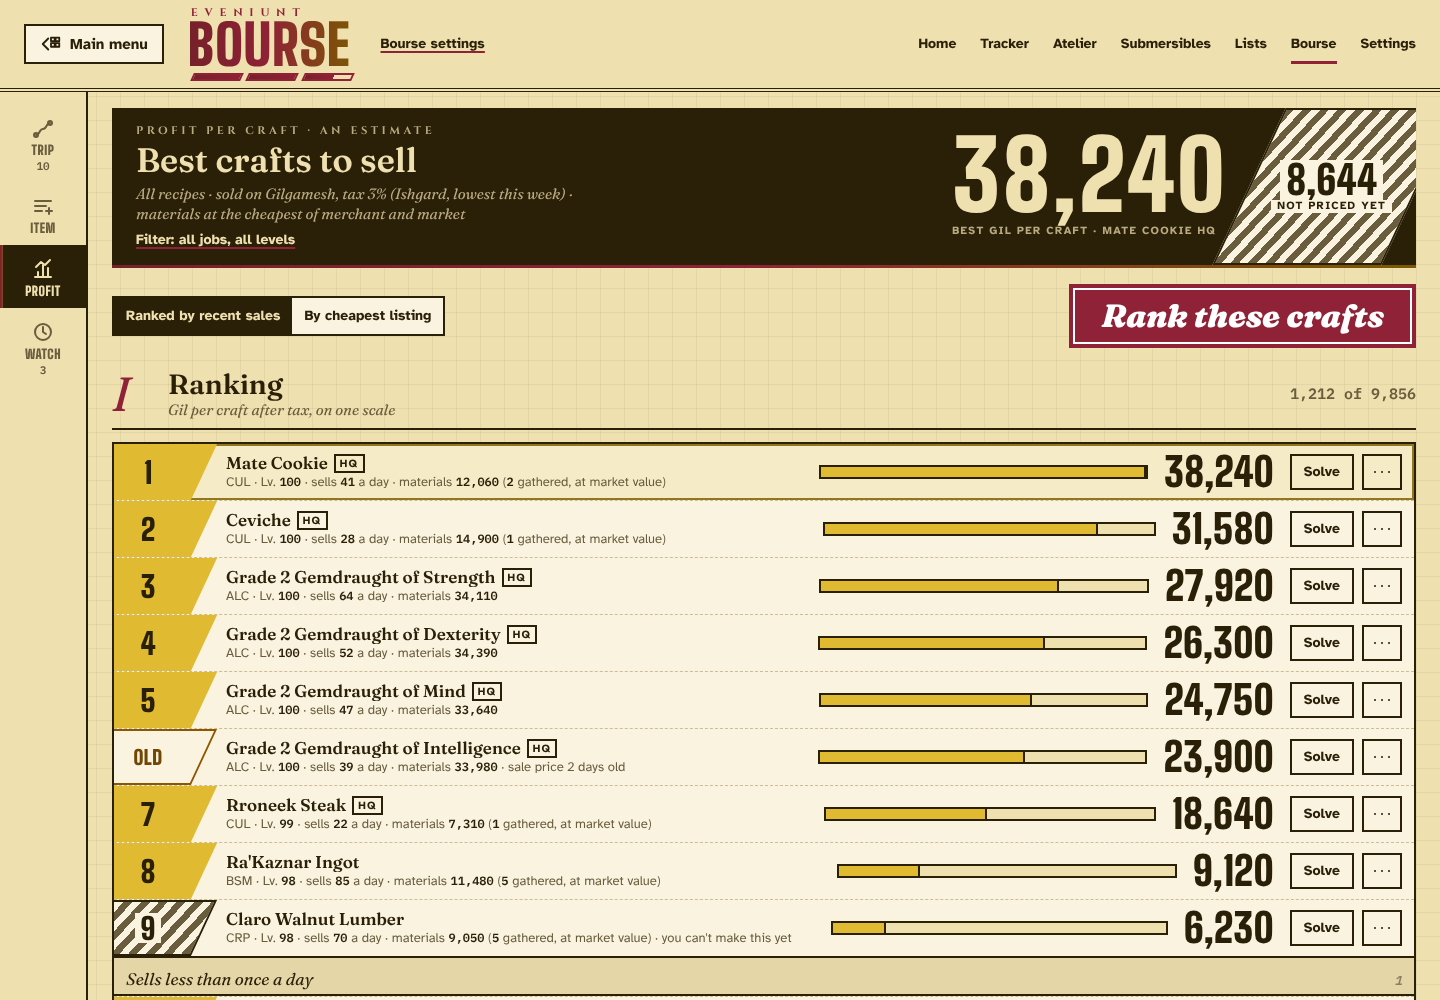 Main menu
EVENIUNT
BOURSE
Bourse settings
Home
Tracker
Atelier
Submersibles
Lists
Bourse
Settings
TRIP
10
ITEM
PROFIT
WATCH
3
PROFIT PER CRAFT · AN ESTIMATE
Best crafts to sell
All recipes · sold on Gilgamesh, tax 3% (Ishgard, lowest this week) ·
materials at the cheapest of merchant and market
Filter: all jobs, all levels
38,240
BEST GIL PER CRAFT · MATE COOKIE HQ
8,644
NOT PRICED YET
Ranked by recent sales
By cheapest listing
Rank these crafts
I
Ranking
Gil per craft after tax, on one scale
1,212 of 9,856
1
Mate Cookie HQ
CUL · Lv. 100 · sells 41 a day · materials 12,060 (2 gathered, at market value)
38,240
Solve
···
2
Ceviche HQ
CUL · Lv. 100 · sells 28 a day · materials 14,900 (1 gathered, at market value)
31,580
Solve
···
3
Grade 2 Gemdraught of Strength HQ
ALC · Lv. 100 · sells 64 a day · materials 34,110
27,920
Solve
···
4
Grade 2 Gemdraught of Dexterity HQ
ALC · Lv. 100 · sells 52 a day · materials 34,390
26,300
Solve
···
5
Grade 2 Gemdraught of Mind HQ
ALC · Lv. 100 · sells 47 a day · materials 33,640
24,750
Solve
···
OLD
Grade 2 Gemdraught of Intelligence HQ
ALC · Lv. 100 · sells 39 a day · materials 33,980 · sale price 2 days old
23,900
Solve
···
7
Rroneek Steak HQ
CUL · Lv. 99 · sells 22 a day · materials 7,310 (1 gathered, at market value)
18,640
Solve
···
8
Ra'Kaznar Ingot
BSM · Lv. 98 · sells 85 a day · materials 11,480 (5 gathered, at market value)
9,120
Solve
···
9
Claro Walnut Lumber
CRP · Lv. 98 · sells 70 a day · materials 9,050 (5 gathered, at market value) · you can't make this yet
6,230
Solve
···
Sells less than once a day
1